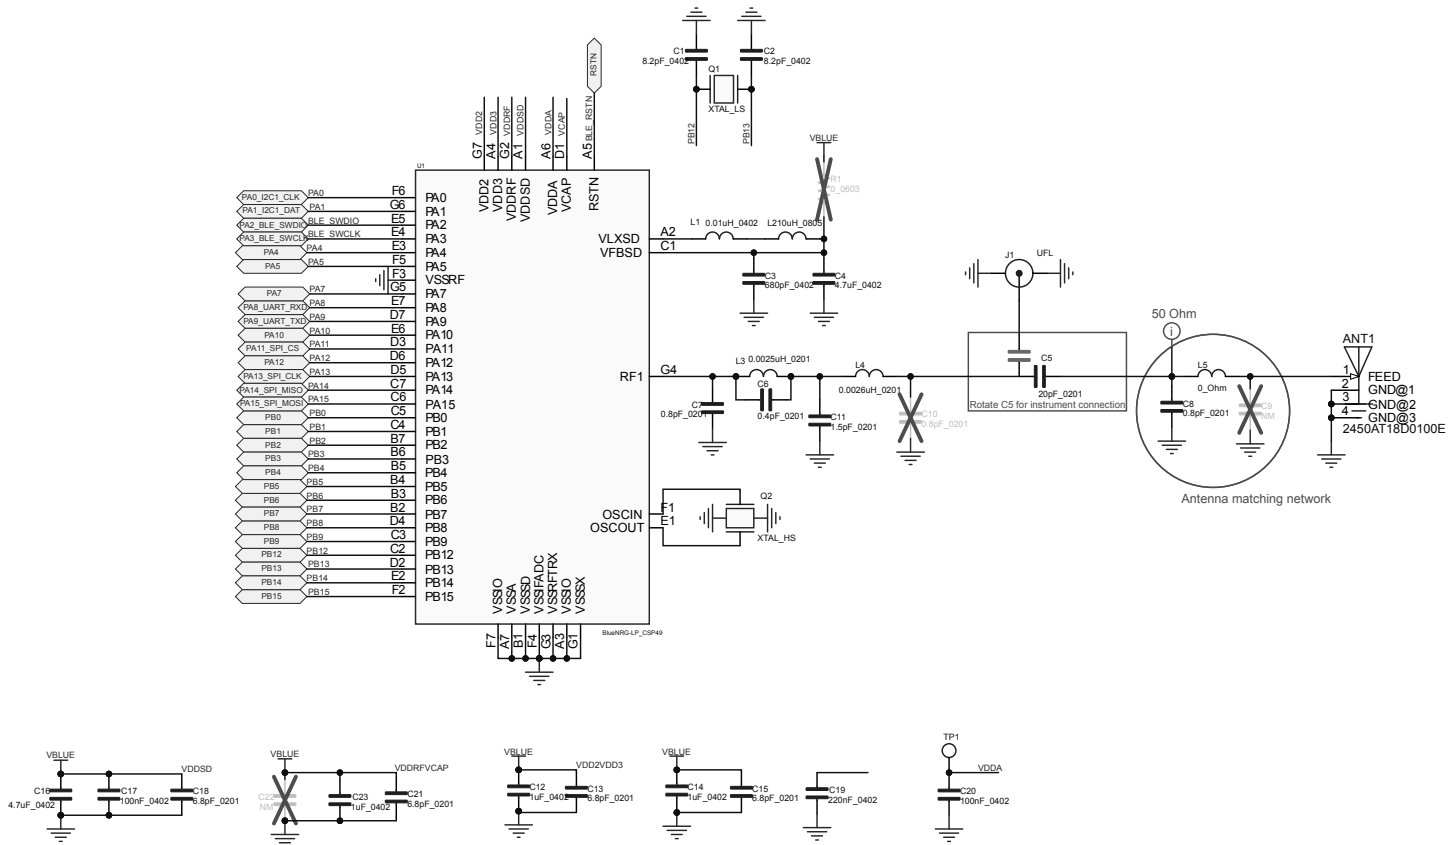 C1
8.2pF_0402
C2
8.2pF_0402
Q1
XTAL_LS
PB12
PB13
RSTN
VDD2
VDD3
VDDRF
VDDSD
VDDA
VCAP
BLE_RSTN
G7
A4
G2
A1
A6
D1
A5
U1
VDD2
VDD3
VDDRF
VDDSD
VDDA
VCAP
RSTN
PA0_I2C1_CLK PA0 F6 PA0
PA1_I2C1_DAT PA1 G6 PA1
PA2_BLE_SWDIO BLE_SWDIO E5 PA2
PA3_BLE_SWCLK BLE_SWCLK E4 PA3
PA4 PA4 E3 PA4
PA5 PA5 F5 PA5
F3 VSSRF
PA7 PA7 G5 PA7
PA8_UART_RXD PA8 E7 PA8
PA9_UART_TXD PA9 D7 PA9
PA10 PA10 E6 PA10
PA11_SPI_CS PA11 D3 PA11
PA12 PA12 D6 PA12
PA13_SPI_CLK PA13 D5 PA13
PA14_SPI_MISO PA14 C7 PA14
PA15_SPI_MOSI PA15 C6 PA15
PB0 PB0 C5 PB0
PB1 PB1 C4 PB1
PB2 PB2 B7 PB2
PB3 PB3 B6 PB3
PB4 PB4 B5 PB4
PB5 PB5 B4 PB5
PB6 PB6 B3 PB6
PB7 PB7 B2 PB7
PB8 PB8 D4 PB8
PB9 PB9 C3 PB9
PB12 PB12 C2 PB12
PB13 PB13 D2 PB13
PB14 PB14 E2 PB14
PB15 PB15 F2 PB15
VSSIO
VSSA
VSSSD
VSSIFADC
VSSRFTRX
VSSIO
VSSSX
F7
A7
B1
F4
G3
A3
G1
BlueNRG-LP_CSP49
VBLUE
R1
0_0603
VLXSD A2
L1 0.01uH_0402
L2 10uH_0805
VFBSD C1
C3
680pF_0402
C4
4.7uF_0402
J1 UFL
RF1 G4
L3 0.0025uH_0201
C6
0.4pF_0201
C7
0.8pF_0201
L4
0.0026uH_0201
C11
1.5pF_0201
C10
0.8pF_0201
C5
20pF_0201
Rotate C5 for instrument connection
50 Ohm
i
L5
0_Ohm
C8
0.8pF_0201
C9
NM
Antenna matching network
ANT1
1 FEED
2 GND@1
3 GND@2
4 GND@3
2450AT18D0100E
OSCIN F1
OSCOUT E1
Q2
XTAL_HS
VBLUE
VDDSD
C16
4.7uF_0402
C17
100nF_0402
C18
6.8pF_0201
VBLUE
VDDRFVCAP
C22
NM
C23
1uF_0402
C21
6.8pF_0201
VBLUE
VDD2VDD3
C12
1uF_0402
C13
6.8pF_0201
VBLUE
C14
1uF_0402
C15
6.8pF_0201
C19
220nF_0402
TP1
VDDA
C20
100nF_0402